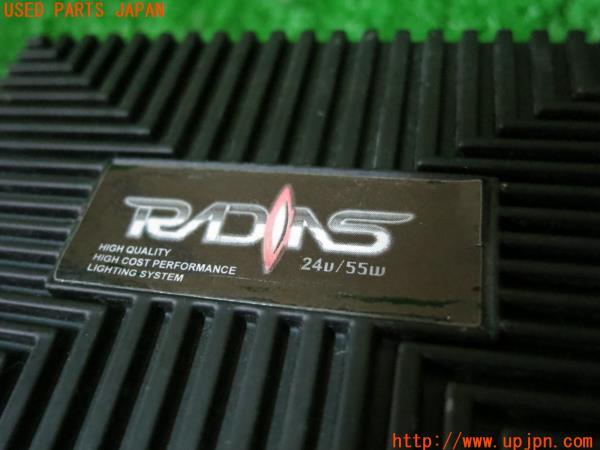 USED PARTS JAPAN
RADIAS
HIGH QUALITY
HIGH COST PERFORMANCE
LIGHTING SYSTEM
24v/55w
http://www.upjpn.com